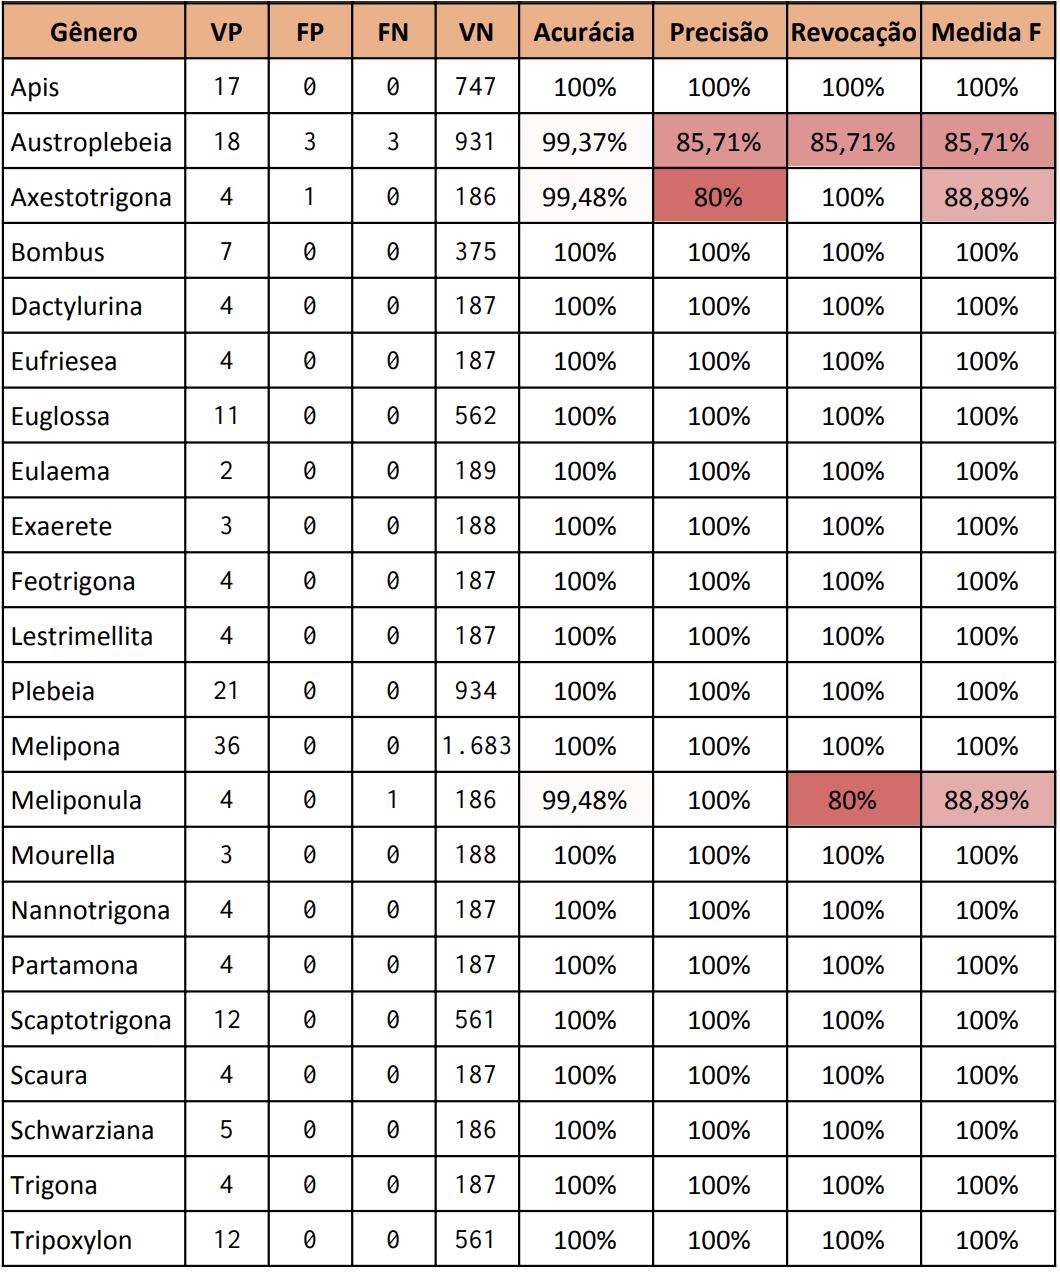 Gênero VP FP FN VN Acurácia Precisão Revocação Medida F
Apis 17 0 0 747 100% 100% 100% 100%
Austroplebeia 18 3 3 931 99,37% 85,71% 85,71% 85,71%
Axestotrigona 4 1 0 186 99,48% 80% 100% 88,89%
Bombus 7 0 0 375 100% 100% 100% 100%
Dactylurina 4 0 0 187 100% 100% 100% 100%
Eufriesea 4 0 0 187 100% 100% 100% 100%
Euglossa 11 0 0 562 100% 100% 100% 100%
Eulaema 2 0 0 189 100% 100% 100% 100%
Exaerete 3 0 0 188 100% 100% 100% 100%
Feotrigona 4 0 0 187 100% 100% 100% 100%
Lestrimellita 4 0 0 187 100% 100% 100% 100%
Plebeia 21 0 0 934 100% 100% 100% 100%
Melipona 36 0 0 1.683 100% 100% 100% 100%
Meliponula 4 0 1 186 99,48% 100% 80% 88,89%
Mourella 3 0 0 188 100% 100% 100% 100%
Nannotrigona 4 0 0 187 100% 100% 100% 100%
Partamona 4 0 0 187 100% 100% 100% 100%
Scaptotrigona 12 0 0 561 100% 100% 100% 100%
Scaura 4 0 0 187 100% 100% 100% 100%
Schwarziana 5 0 0 186 100% 100% 100% 100%
Trigona 4 0 0 187 100% 100% 100% 100%
Tripoxylon 12 0 0 561 100% 100% 100% 100%